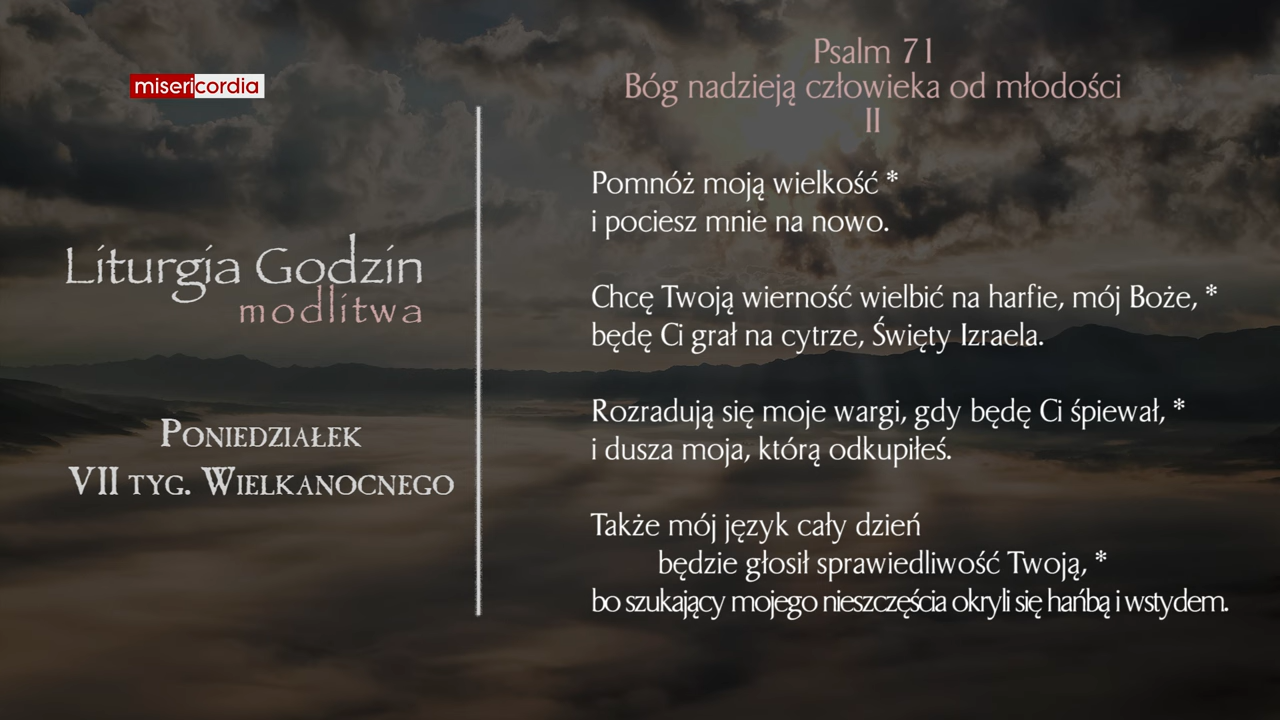 misericordia
Liturgia Godzin
modlitwa
Poniedziałek
VII tyg. Wielkanocnego
Psalm 71
Bóg nadzieją człowieka od młodości
II
Pomnóż moją wielkość *
i pociesz mnie na nowo.
Chcę Twoją wierność wielbić na harfie, mój Boże, *
będę Ci grał na cytrze, Święty Izraela.
Rozradują się moje wargi, gdy będę Ci śpiewał, *
i dusza moja, którą odkupiłeś.
Także mój język cały dzień
będzie głosił sprawiedliwość Twoją, *
bo szukający mojego nieszczęścia okryli się hańbą i wstydem.